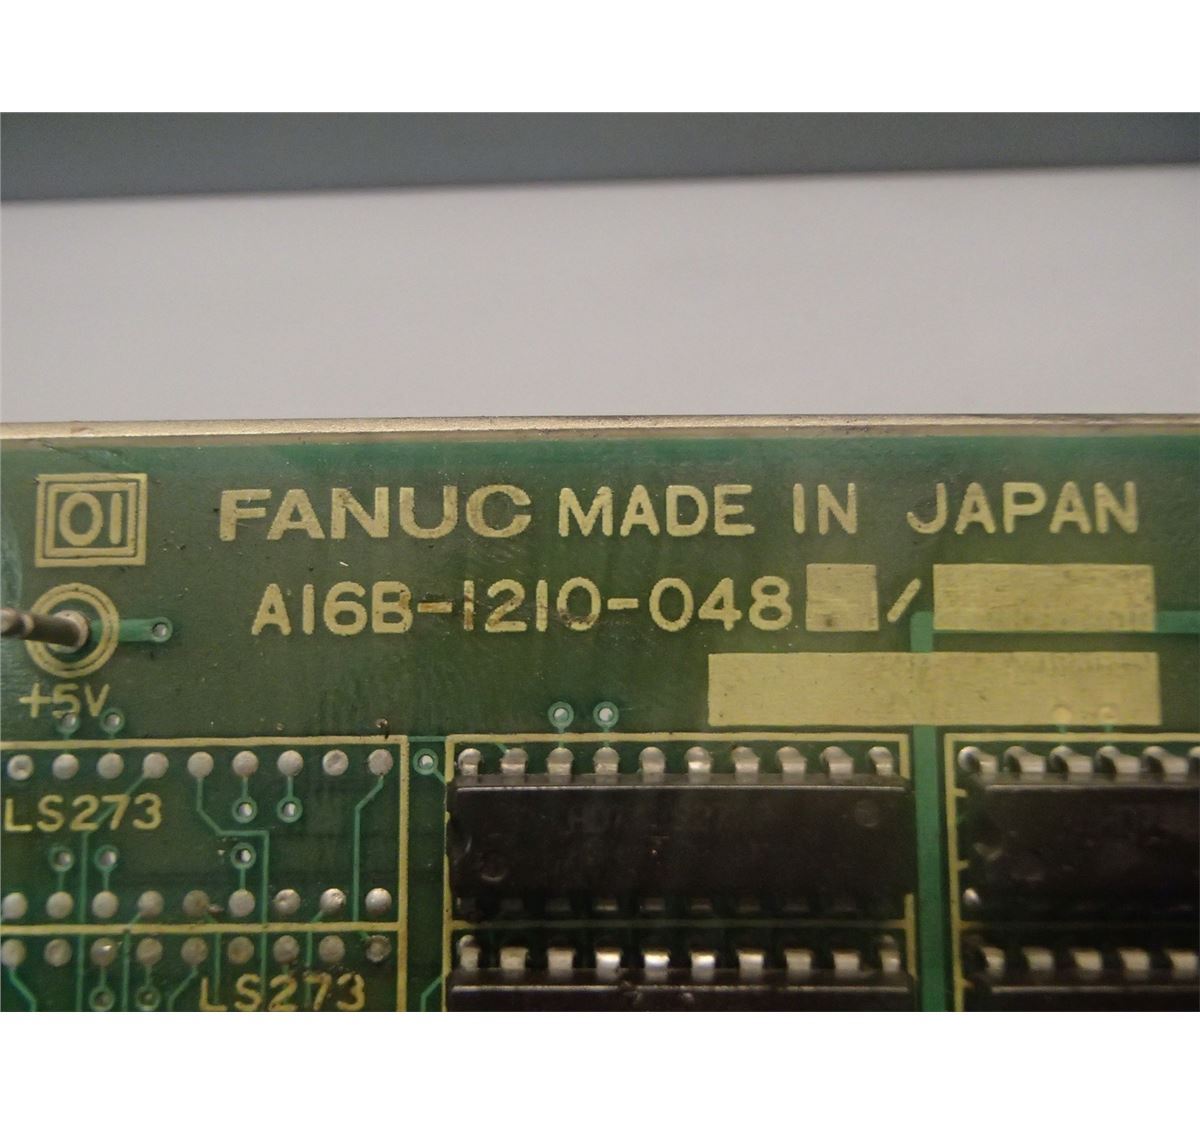 01 FANUC MADE IN JAPAN
A16B-1210-048 /
+5V
LS273
LS273